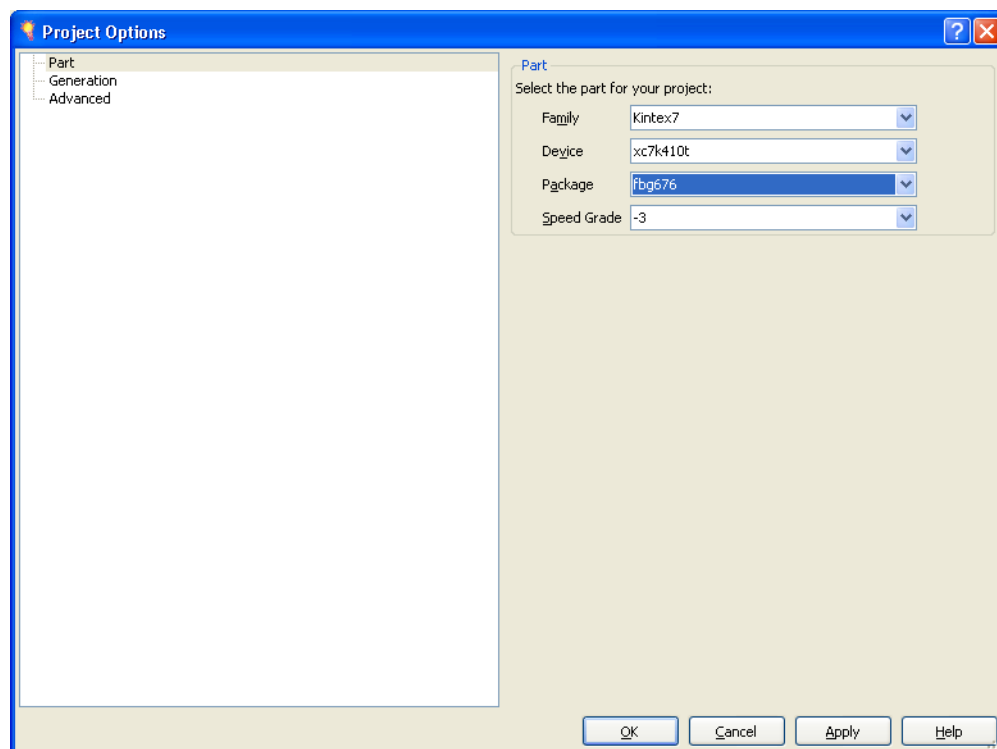 Project Options
Part
Generation
Advanced
Part
Select the part for your project:
Family Kintex7
Device xc7k410t
Package fbg676
Speed Grade -3
OK Cancel Apply Help